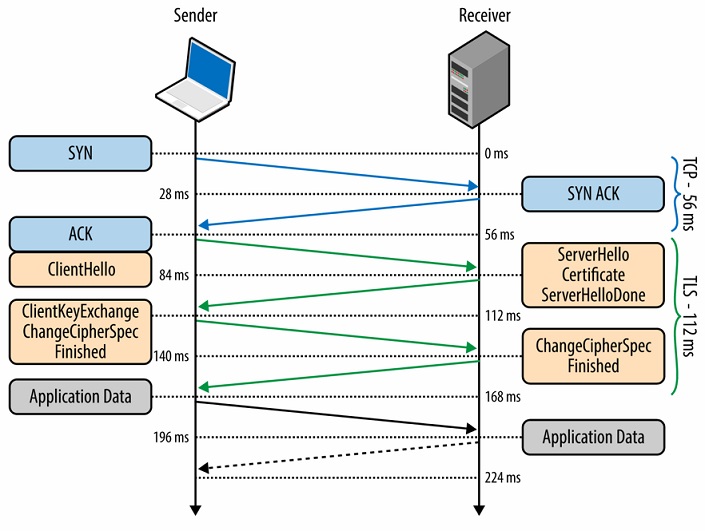 Sender
Receiver
SYN
0 ms
28 ms
SYN ACK
TCP - 56 ms
ACK
56 ms
ClientHello
84 ms
ServerHello
Certificate
ServerHelloDone
TLS - 112 ms
ClientKeyExchange
ChangeCipherSpec
Finished
112 ms
140 ms
ChangeCipherSpec
Finished
Application Data
168 ms
196 ms
Application Data
224 ms